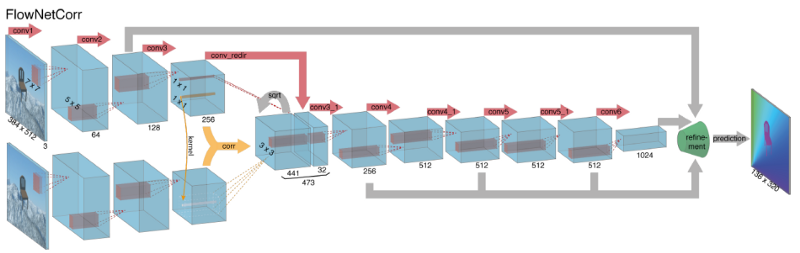 FlowNetCorr
conv1
conv2
conv3
conv_redir
sqrt
conv3_1
conv4
conv4_1
conv5
conv5_1
conv6
7 x 7
5 x 5
1 x 1
1 x 1
384 x 512
3
64
128
256
kernel
corr
3 x 3
441
32
473
256
512
512
512
512
1024
refine-
ment
prediction
136 x 320